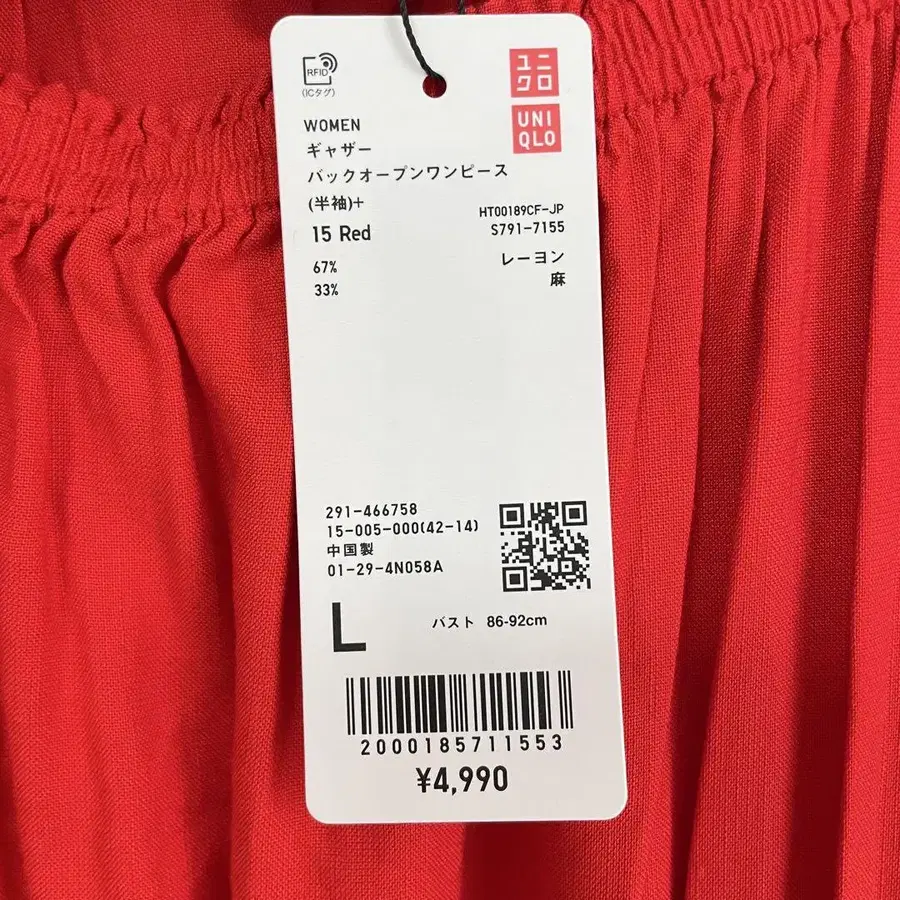 RFID
(ICタグ)
ユニ
クロ
UNI
QLO
WOMEN
ギャザー
バックオープンワンピース
(半袖)+
HT00189CF-JP
15 Red
S791-7155
67% レーヨン
33% 麻
291-466758
15-005-000(42-14)
中国製
01-29-4N058A
L バスト 86-92cm
2000185711553
¥4,990